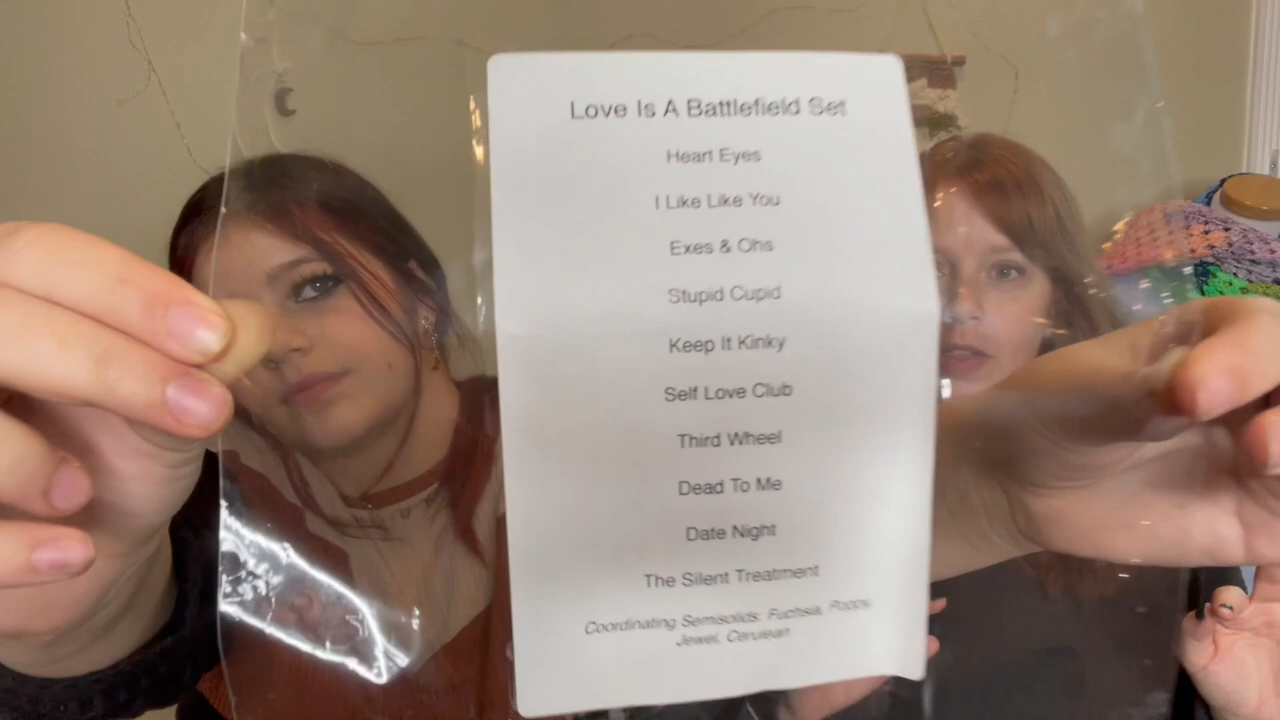 Love Is A Battlefield Set
Heart Eyes
I Like Like You
Exes & Ohs
Stupid Cupid
Keep It Kinky
Self Love Club
Third Wheel
Dead To Me
Date Night
The Silent Treatment
Coordinating Semisolids: Fuchsia, Poppy,
Jewel, Cerulean